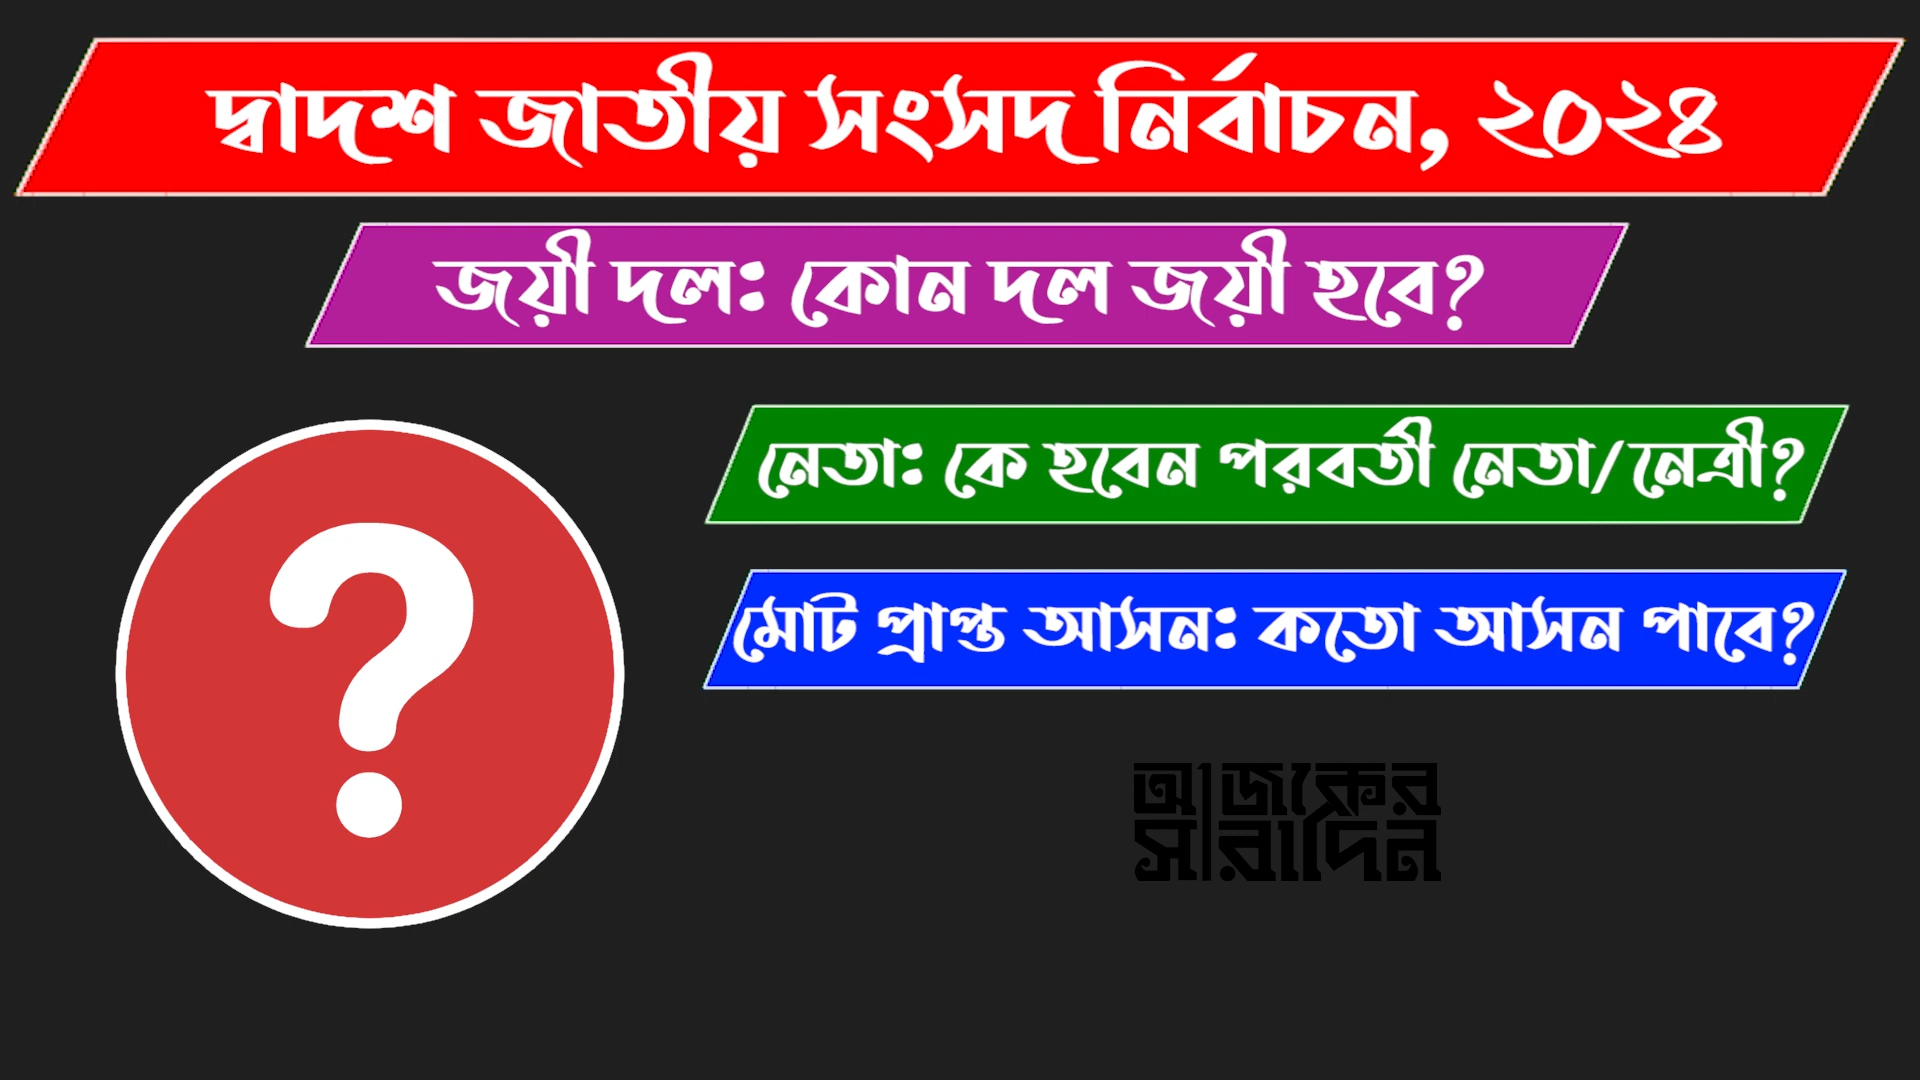 দ্বাদশ জাতীয় সংসদ নির্বাচন, ২০২৪
জয়ী দল: কোন দল জয়ী হবে?
নেতা: কে হবেন পরবর্তী নেতা/নেত্রী?
মোট প্রাপ্ত আসন: কতো আসন পাবে?
আজকের
সারাদিন